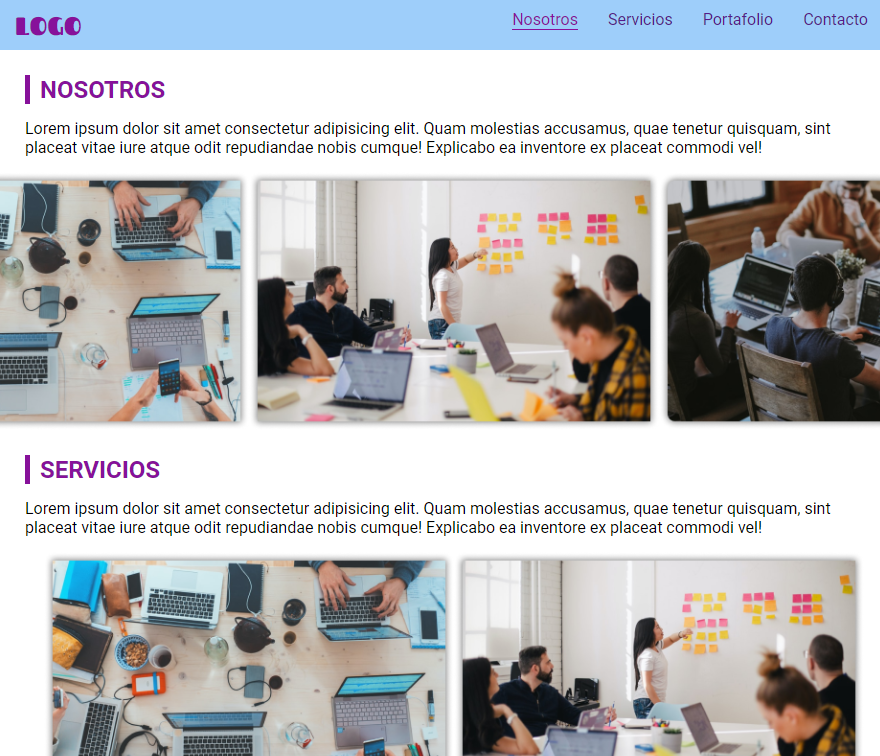 LOGO
Nosotros Servicios Portafolio Contacto
NOSOTROS
Lorem ipsum dolor sit amet consectetur adipisicing elit. Quam molestias accusamus, quae tenetur quisquam, sint
placeat vitae iure atque odit repudiandae nobis cumque! Explicabo ea inventore ex placeat commodi vel!
SERVICIOS
Lorem ipsum dolor sit amet consectetur adipisicing elit. Quam molestias accusamus, quae tenetur quisquam, sint
placeat vitae iure atque odit repudiandae nobis cumque! Explicabo ea inventore ex placeat commodi vel!